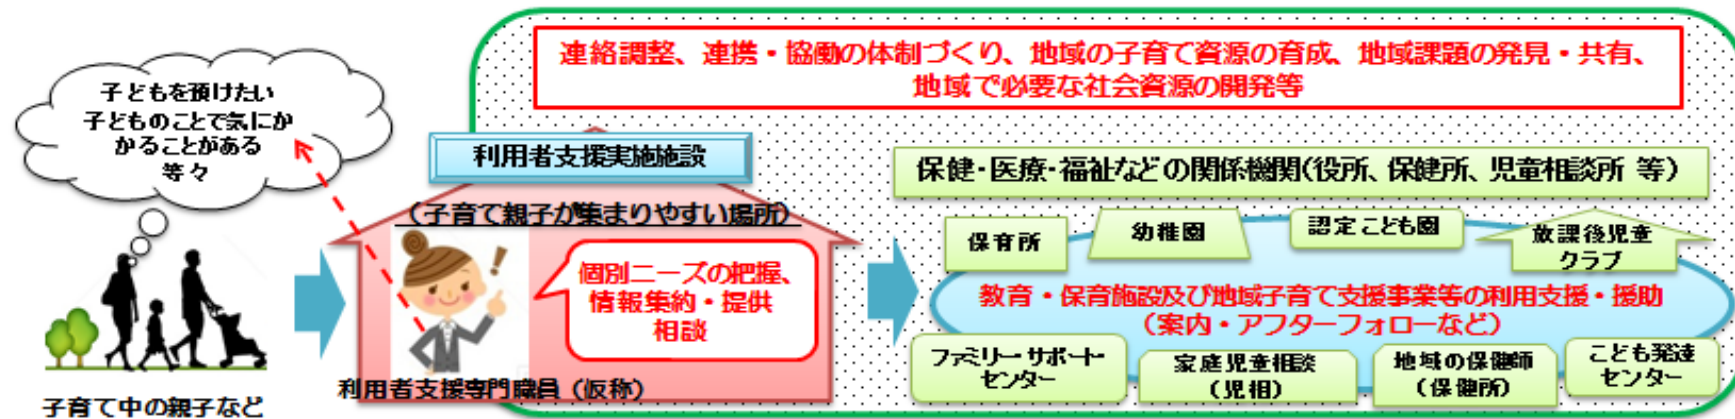 連絡調整、連携・協働の体制づくり、地域の子育て資源の育成、地域課題の発見・共有、
地域で必要な社会資源の開発等
子どもを預けたい
子どものことで気にか
かることがある
等々
子育て中の親子など
利用者支援実施施設
(子育て親子が集まりやすい場所)
個別ニーズの把握、
情報集約・提供
相談
利用者支援専門職員(仮称)
保健・医療・福祉などの関係機関(役所、保健所、児童相談所 等)
保育所
幼稚園
認定こども園
放課後児童
クラブ
教育・保育施設及び地域子育て支援事業等の利用支援・援助
(案内・アフターフォローなど)
ファミリー・サポート・
センター
家庭児童相談
(児相)
地域の保健師
(保健所)
こども発達
センター